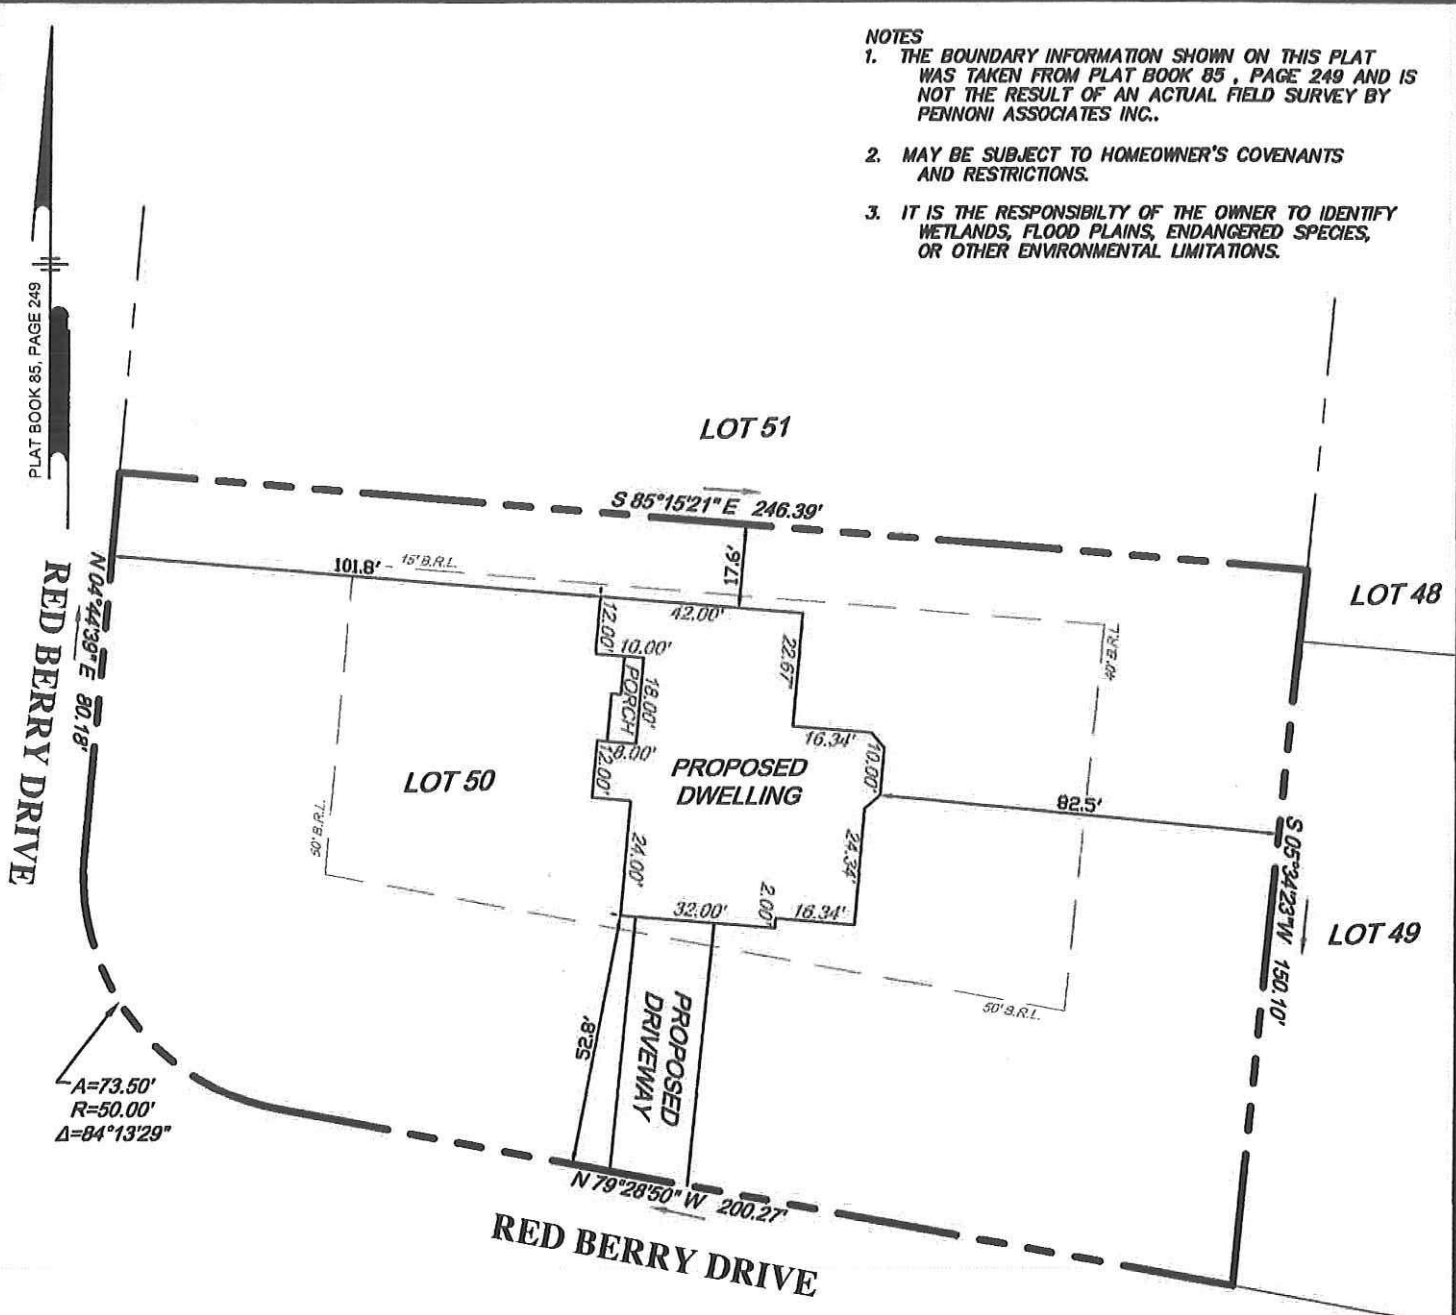 NOTES
1. THE BOUNDARY INFORMATION SHOWN ON THIS PLAT
WAS TAKEN FROM PLAT BOOK 85 , PAGE 249 AND IS
NOT THE RESULT OF AN ACTUAL FIELD SURVEY BY
PENNONI ASSOCIATES INC..
2. MAY BE SUBJECT TO HOMEOWNER'S COVENANTS
AND RESTRICTIONS.
3. IT IS THE RESPONSIBILTY OF THE OWNER TO IDENTIFY
WETLANDS, FLOOD PLAINS, ENDANGERED SPECIES,
OR OTHER ENVIRONMENTAL LIMITATIONS.
PLAT BOOK 85, PAGE 249
LOT 51
S 85°15'21" E 246.39'
17.9'
101.8'
15' B.R.L.
42.00'
12.00'
10.00'
PORCH
18.00'
8.00'
12.00'
22.67'
16.34'
10.00'
LOT 48
N 04°44'39" E 80.18'
RED BERRY DRIVE
LOT 50
PROPOSED
DWELLING
82.5'
50' B.R.L.
24.00'
24.34'
32.00'
2.00'
16.34'
S 05°34'23" W 150.10'
LOT 49
50' B.R.L.
52.8'
PROPOSED
DRIVEWAY
A=73.50'
R=50.00'
Δ=84°13'29"
N 79°28'50" W 200.27'
RED BERRY DRIVE